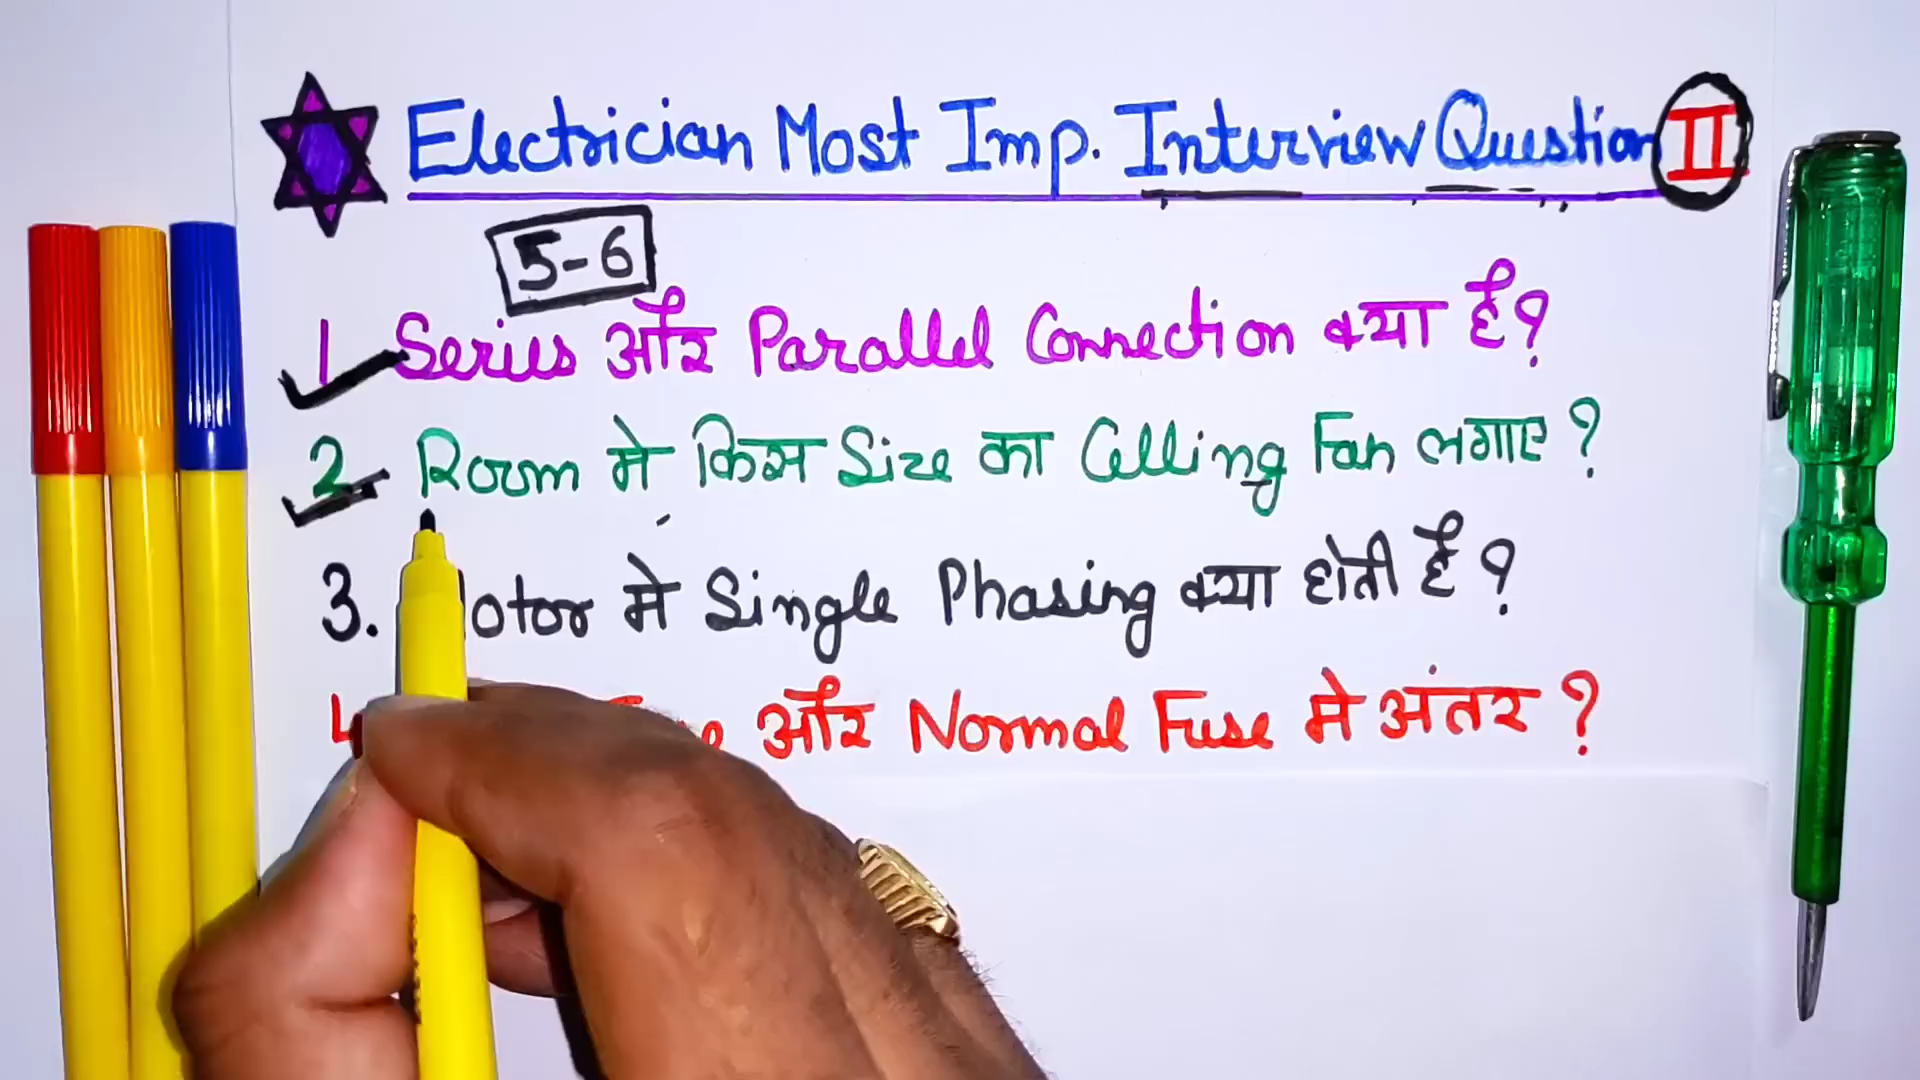 Electrician Most Imp. Interview Question II
5-6
1 Series और Parallel Connection क्या है?
2. Room मे किस Size का Celling Fan लगाए ?
3. otor में Single Phasing क्या होती है ?
4 और Normal Fuse मे अंतर ?